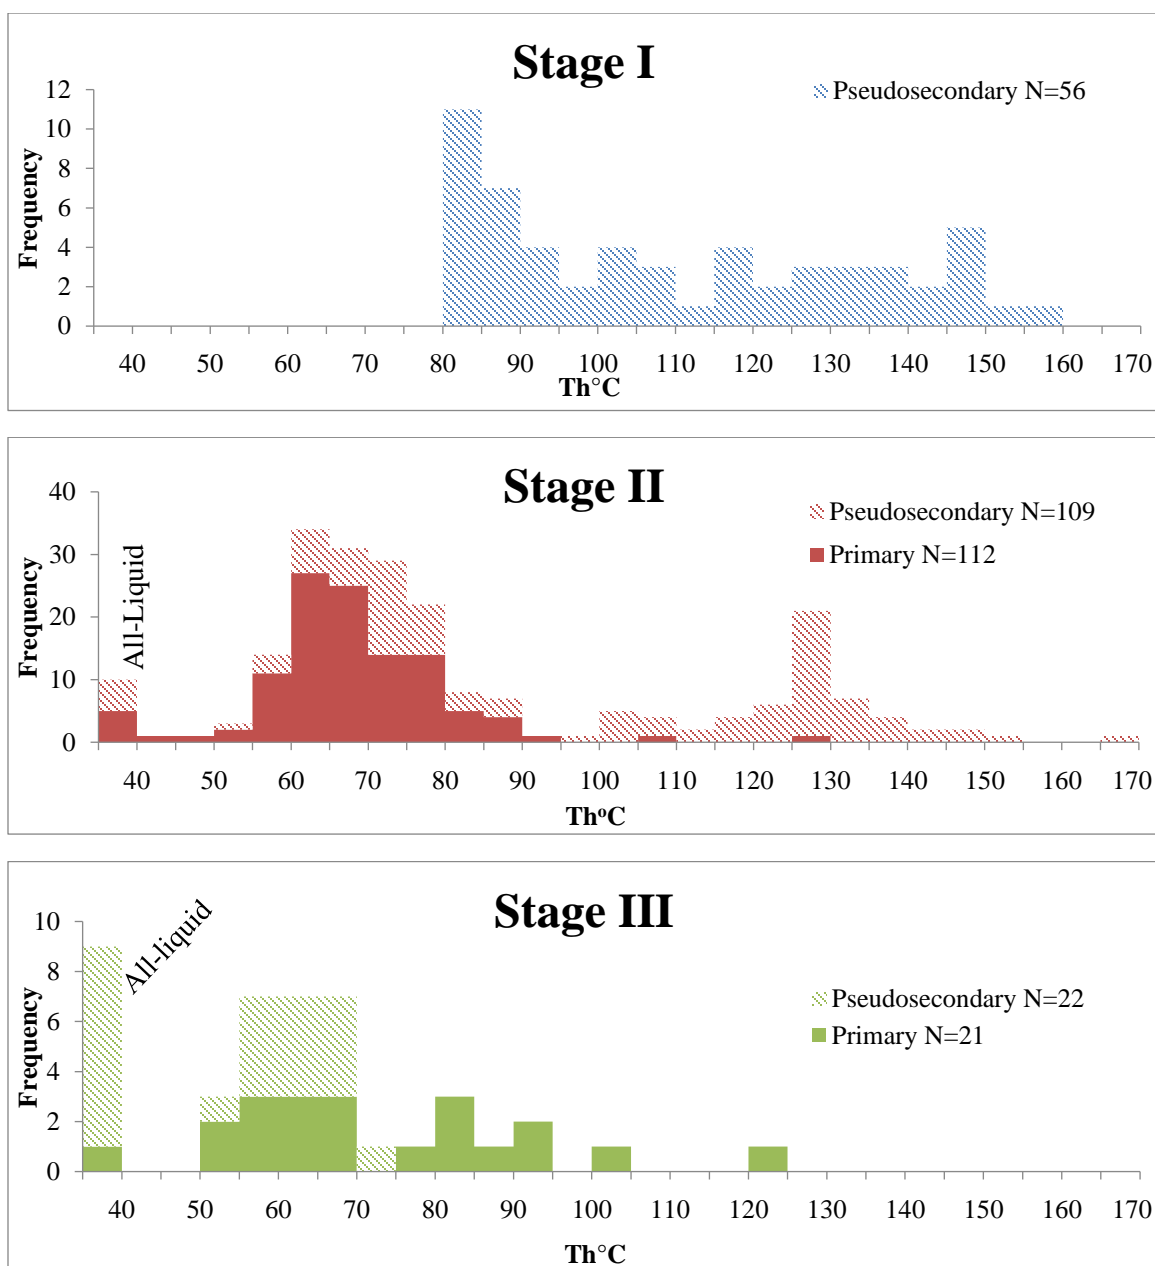 Stage I
Pseudosecondary N=56
Frequency
12
10
8
6
4
2
0
40 50 60 70 80 90 100 110 120 130 140 150 160 170
Th°C
Stage II
Pseudosecondary N=109
Primary N=112
All-Liquid
Frequency
40
30
20
10
0
40 50 60 70 80 90 100 110 120 130 140 150 160 170
Th°C
Stage III
All-liquid
Pseudosecondary N=22
Primary N=21
Frequency
10
8
6
4
2
0
40 50 60 70 80 90 100 110 120 130 140 150 160 170
Th°C